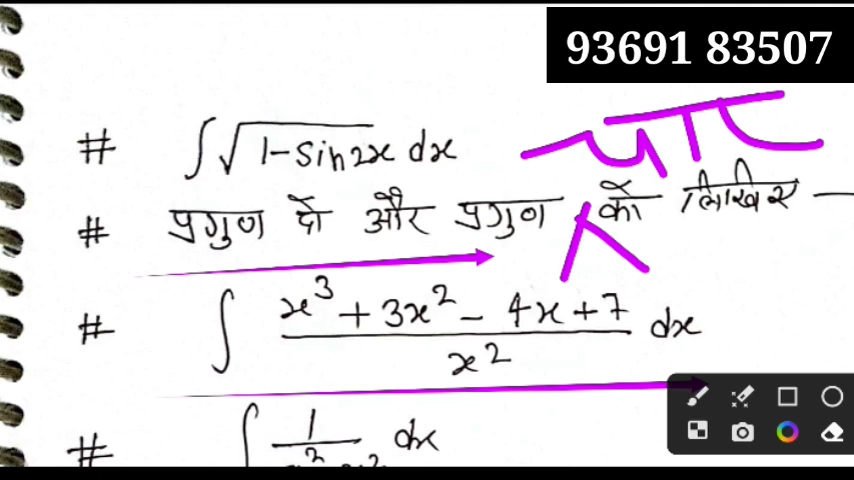 93691 83507
# ∫ √1-sin2x dx
चार
# प्रगुण दो और प्रगुण को लिखिए —
# ∫ x³ + 3x² - 4x + 7 / x² dx
# ∫ 1 / dx